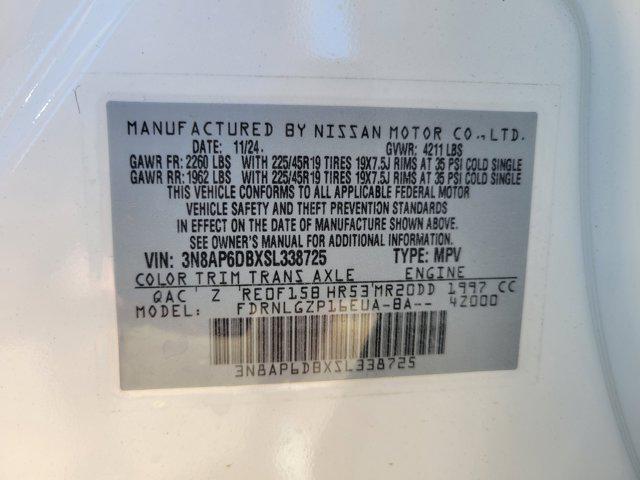 MANUFACTURED BY NISSAN MOTOR CO., LTD.
DATE: 11/24. GVWR: 4211 LBS
GAWR FR: 2260 LBS WITH 225/45R19 TIRES 19X7.5J RIMS AT 35 PSI COLD SINGLE
GAWR RR: 1962 LBS WITH 225/45R19 TIRES 19X7.5J RIMS AT 35 PSI COLD SINGLE
THIS VEHICLE CONFORMS TO ALL APPLICABLE FEDERAL MOTOR
VEHICLE SAFETY AND THEFT PREVENTION STANDARDS
IN EFFECT ON THE DATE OF MANUFACTURE SHOWN ABOVE.
SEE OWNER'S MANUAL FOR ADDITIONAL INFORMATION.
VIN: 3N8AP6DBXSL338725 TYPE: MPV
COLOR TRIM TRANS AXLE ENGINE
QAC Z RE0F15B HR53 MR20DD 1997 CC
MODEL: FDRNLGZP16EUA-BA-- 42000
3N8AP6DBXSL338725